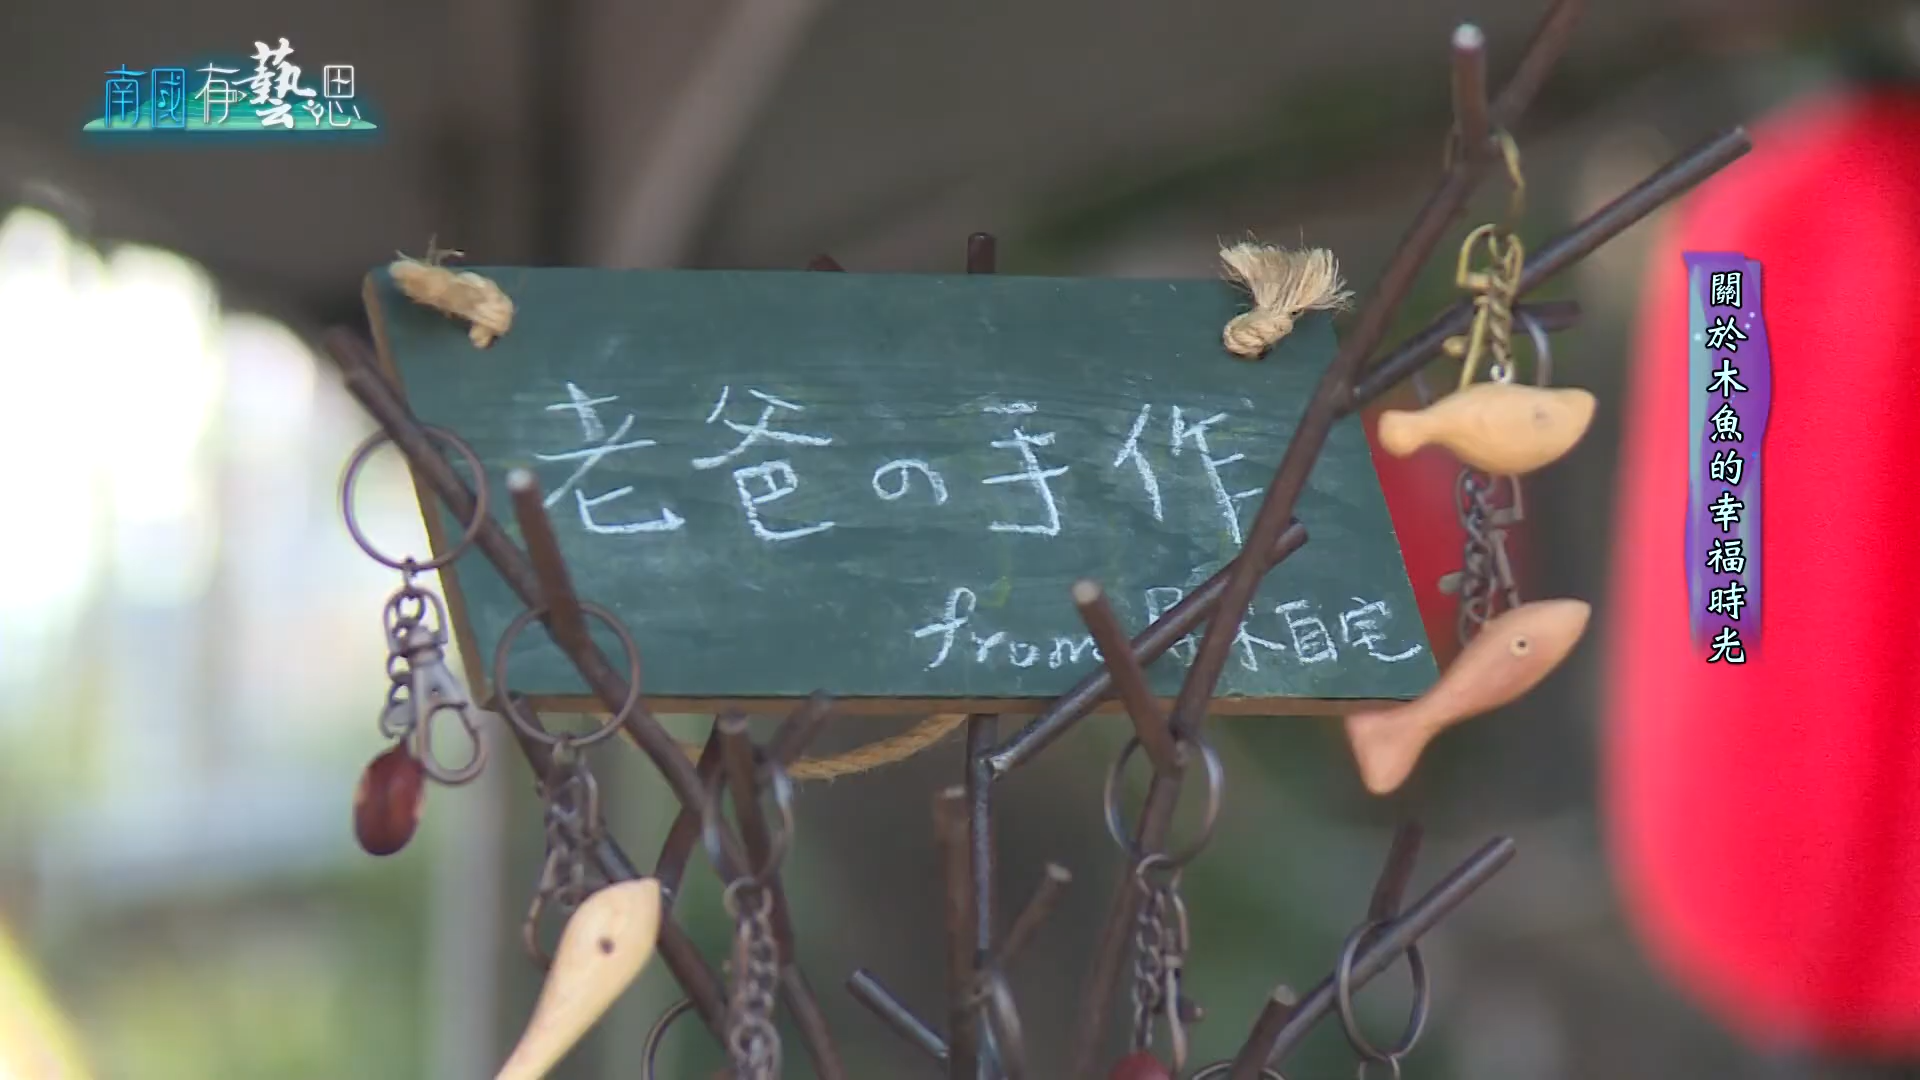 南國有藝思
老爸の手作
from 木自宅
關於木魚的幸福時光